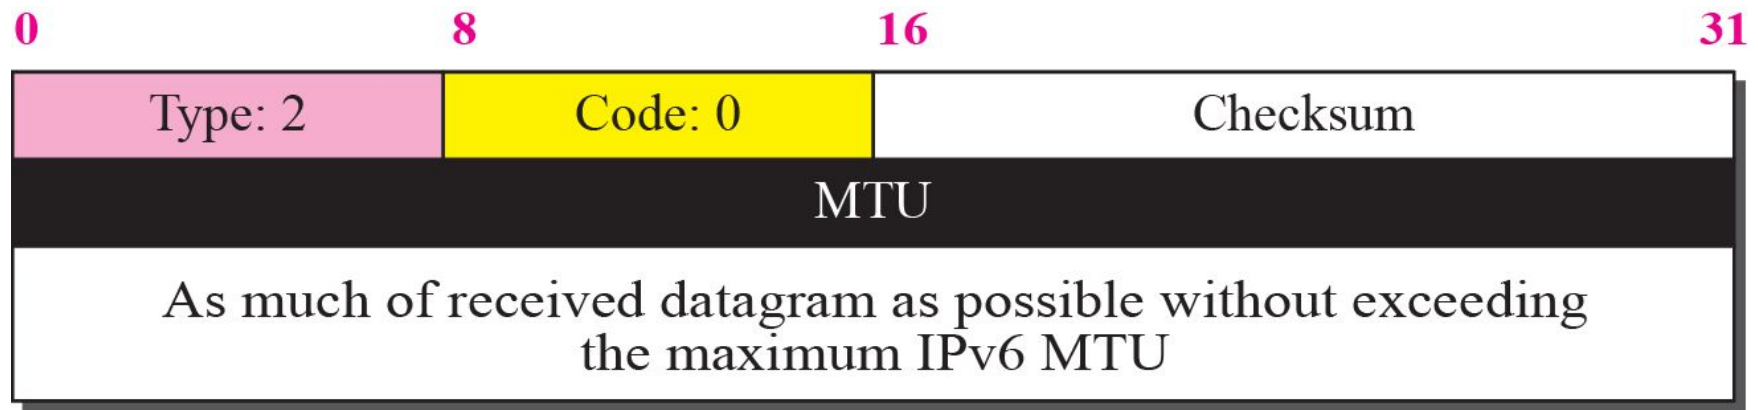 0 8 16 31
Type: 2 Code: 0 Checksum
MTU
As much of received datagram as possible without exceeding
the maximum IPv6 MTU